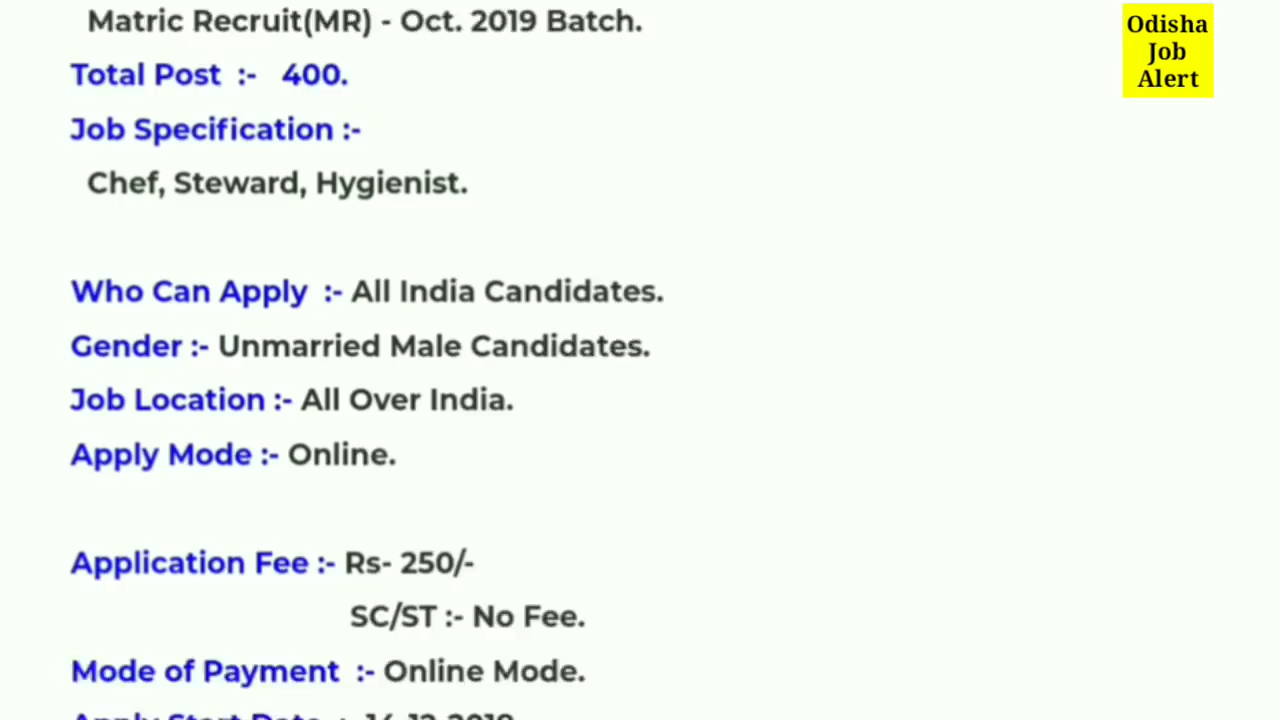 Matric Recruit(MR) - Oct. 2019 Batch.
Odisha
Job
Alert
Total Post :- 400.
Job Specification :-
Chef, Steward, Hygienist.
Who Can Apply :- All India Candidates.
Gender :- Unmarried Male Candidates.
Job Location :- All Over India.
Apply Mode :- Online.
Application Fee :- Rs- 250/-
SC/ST :- No Fee.
Mode of Payment :- Online Mode.